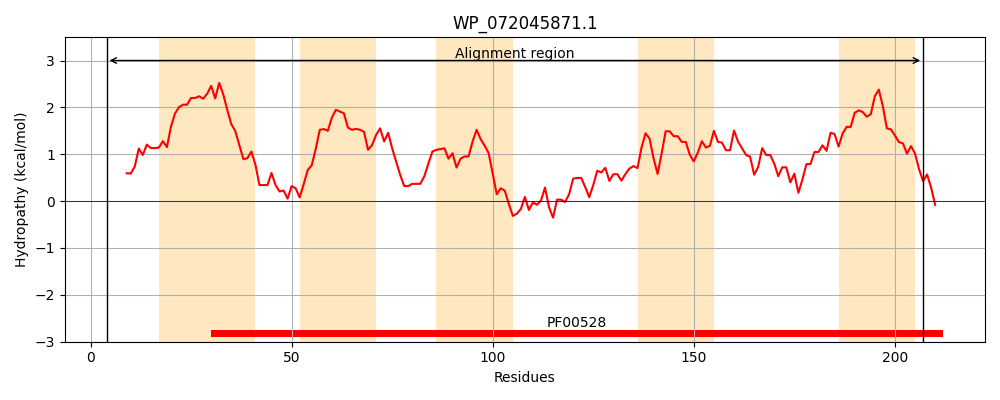 WP_072045871.1
Alignment region
3
2
1
0
−1
−2
−3
Hydropathy (kcal/mol)
PF00528
0 50 100 150 200
Residues